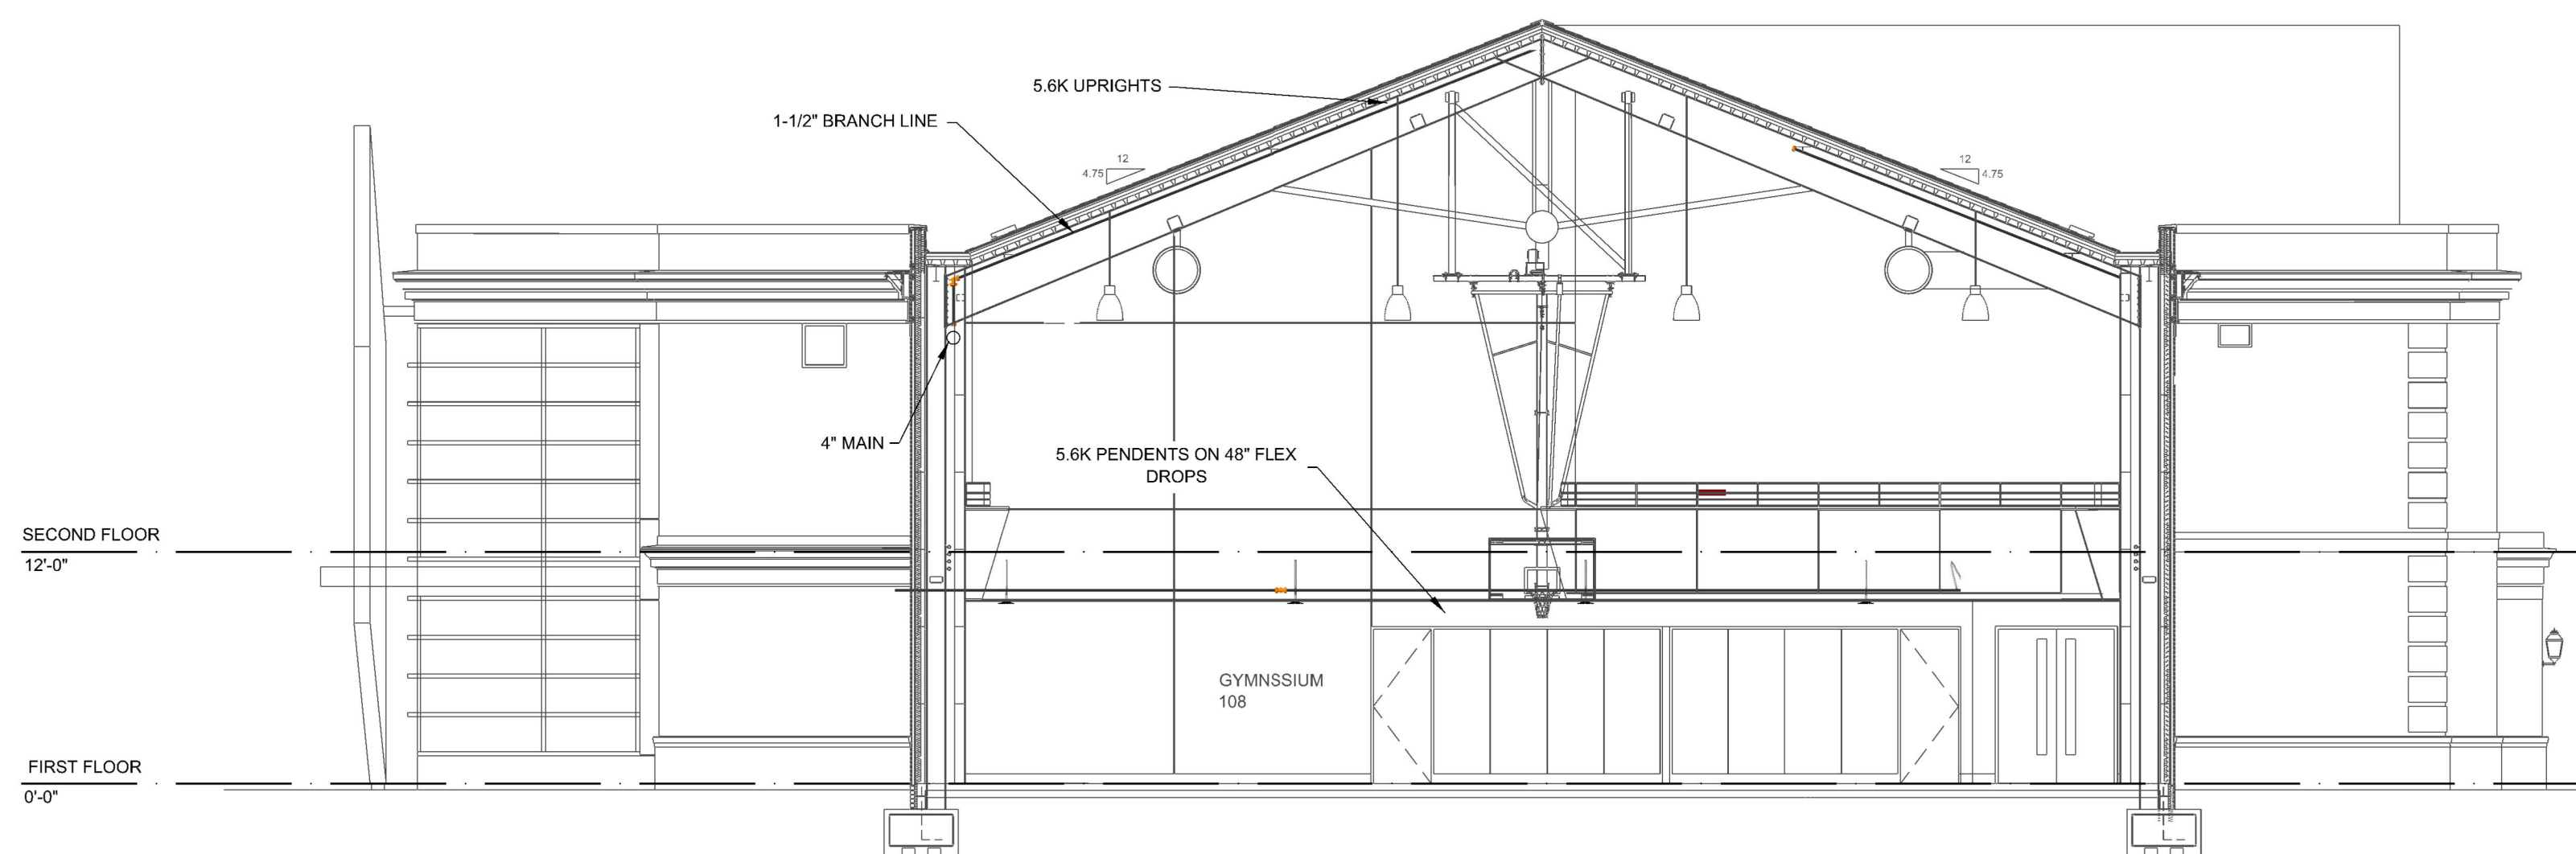 5.6K UPRIGHTS
1-1/2" BRANCH LINE
12
4.75
12
4.75
4" MAIN
5.6K PENDENTS ON 48" FLEX
DROPS
SECOND FLOOR
12'-0"
GYMNSSIUM
108
FIRST FLOOR
0'-0"